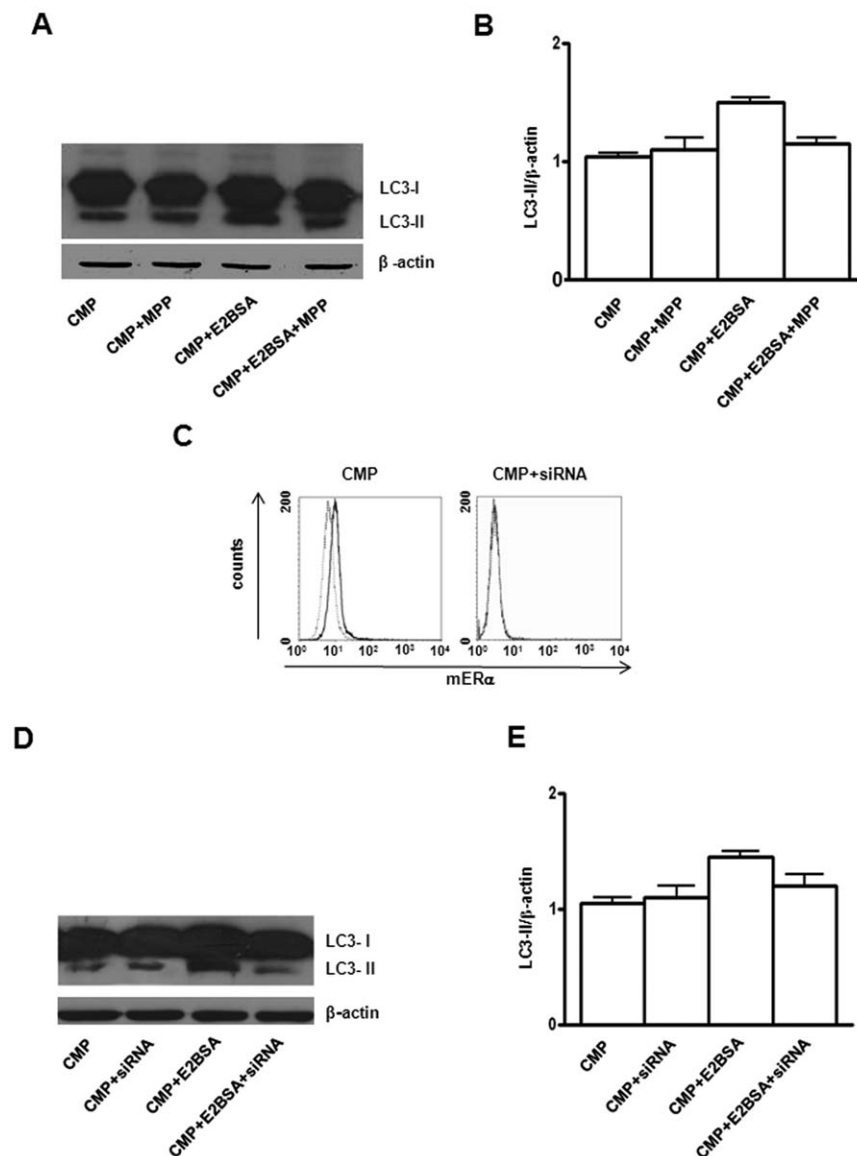 A
LC3-I
LC3-II
β -actin
CMP
CMP+MPP
CMP+E2BSA
CMP+E2BSA+MPP
B
2
1
0
LC3-II/β-actin
CMP
CMP+MPP
CMP+E2BSA
CMP+E2BSA+MPP
C
CMP
CMP+siRNA
counts
200
0
10⁰ 10¹ 10² 10³ 10⁴
200
0
10⁰ 10¹ 10² 10³ 10⁴
mERα
D
LC3- I
LC3- II
β-actin
CMP
CMP+siRNA
CMP+E2BSA
CMP+E2BSA+siRNA
E
2
1
0
LC3-II/β-actin
CMP
CMP+siRNA
CMP+E2BSA
CMP+E2BSA+siRNA